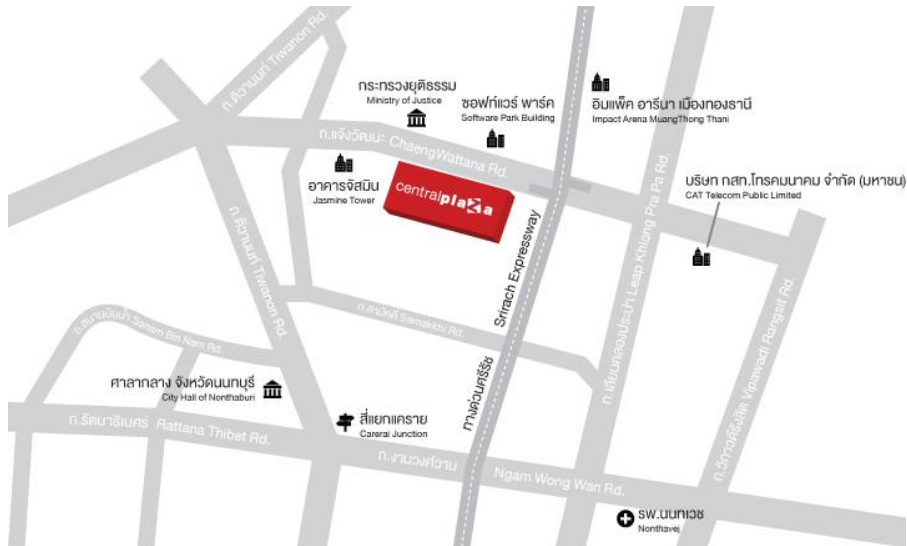 ถ.ติวานนท์ Tiwanon Rd.
กระทรวงยุติธรรม
Ministry of Justice
ซอฟท์แวร์ พาร์ค
Software Park Building
อิมแพ็ค อารีนา เมืองทองธานี
Impact Arena MuangThong Thani
ถ.แจ้งวัฒนะ ChaengWattana Rd.
อาคารจัสมิน
Jasmine Tower
centralplaza
บริษัท กสท.โทรคมนาคม จำกัด (มหาชน)
CAT Telecom Public Limited
ถ.ติวานนท์ Tiwanon Rd.
ทางด่วนศรีรัช Srirach Expressway
ถ.เลียบคลองประปา Leap Khlong Pra Pa Rd.
ถ.วิภาวดีรังสิต Vipawadi Rangsit Rd
ถ.สนามบินน้ำ Sanam Bin Nam Rd.
ถ.สามัคคี Samakkhi Rd.
ศาลากลาง จังหวัดนนทบุรี
City Hall of Nonthaburi
สี่แยกแคราย
Carerai Junction
ถ.รัตนาธิเบศร์ Rattana Thibet Rd.
ถ.งามวงศ์วาน Ngam Wong Wan Rd.
รพ.นนทเวช
Nonthavej